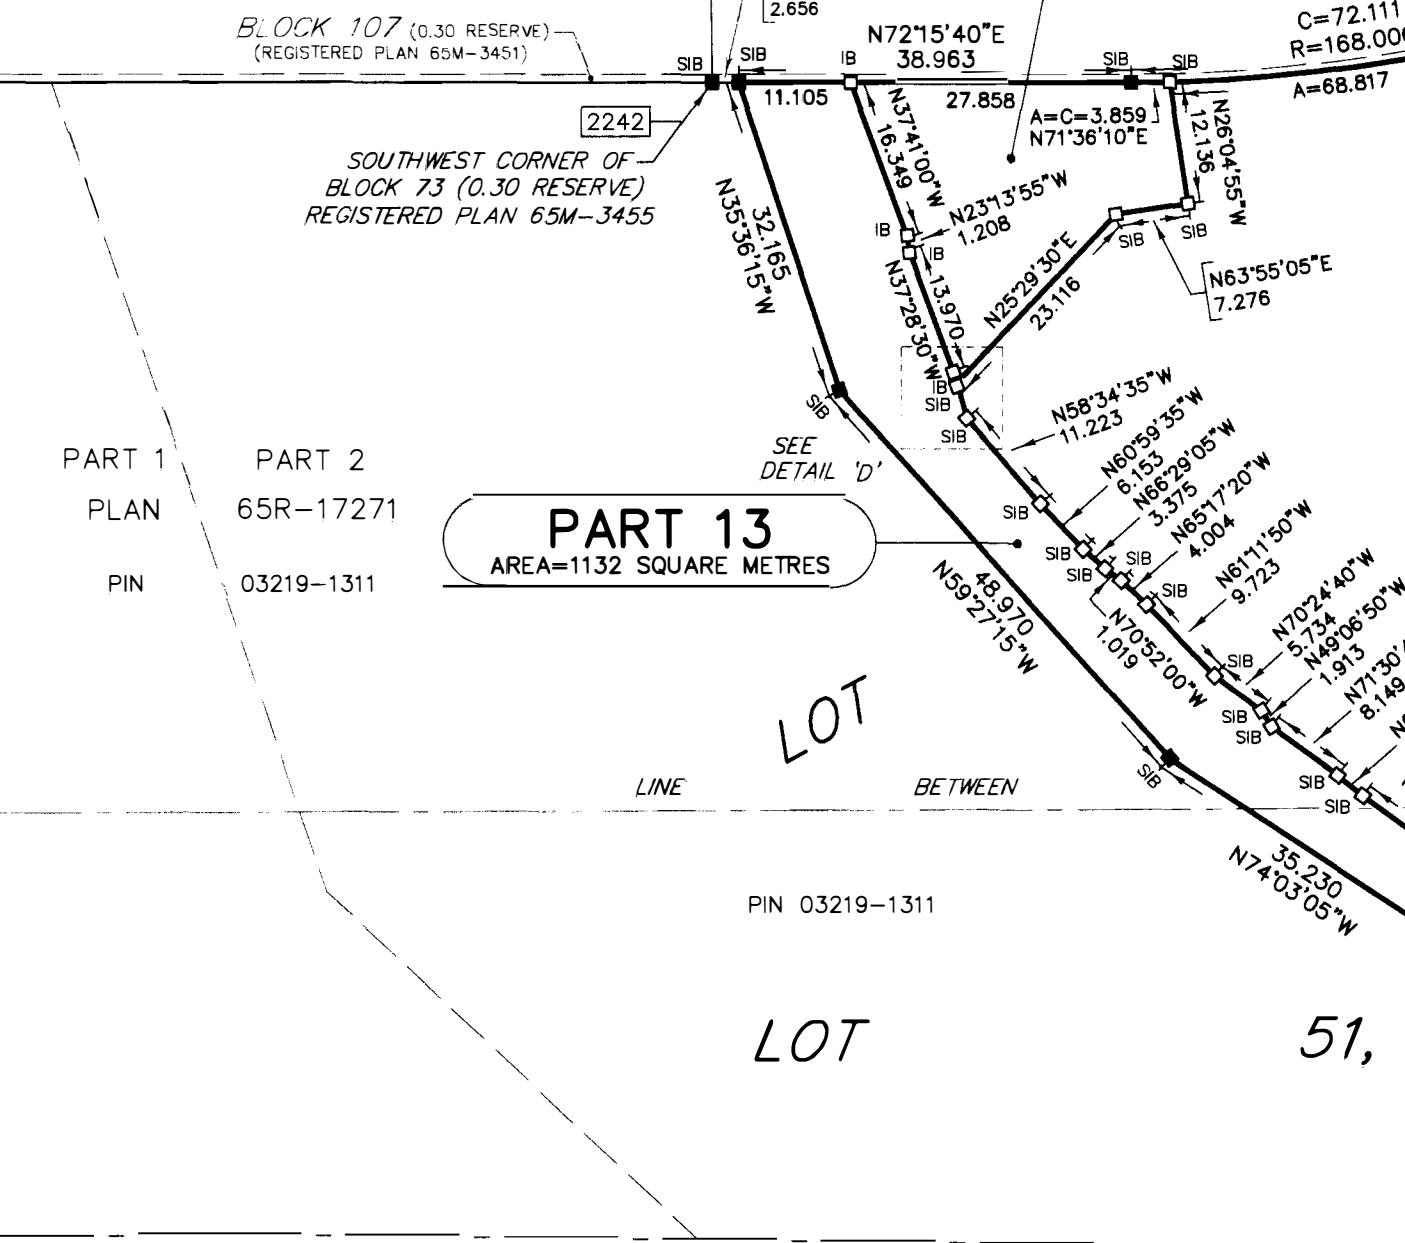 BLOCK 107 (0.30 RESERVE)
(REGISTERED PLAN 65M-3451)
2.656
SIB
SIB
IB
N72°15'40"E
38.963
SIB
SIB
C=72.111
R=168.006
A=68.817
11.105
27.858
A=C=3.859
N71°36'10"E
2242
SOUTHWEST CORNER OF
BLOCK 73 (0.30 RESERVE)
REGISTERED PLAN 65M-3455
N37°41'00"W
16.349
N26°04'55"W
12.136
32.165
N35°36'15"W
IB
IB
N23°13'55"W
1.208
SIB
SIB
N63°55'05"E
7.276
N25°29'30"E
23.116
13.970
N37°28'30"W
IB
SIB
SIB
SIB
N58°34'35"W
11.223
SEE
DETAIL 'D'
PART 1
PART 2
PLAN
65R-17271
PIN
03219-1311
PART 13
AREA=1132 SQUARE METRES
N60°59'35"W
6.153
N66°29'05"W
3.375
N65°17'20"W
4.004
N61°11'50"W
9.723
SIB
SIB
SIB
SIB
SIB
N70°52'00"W
1.019
48.970
N59°27'15"W
N70°24'40"W
5.734
N49°06'50"W
1.913
N71°30'
8.149
SIB
SIB
SIB
SIB
SIB
LOT
LINE
BETWEEN
35.230
N74°03'05"W
PIN 03219-1311
LOT
51,